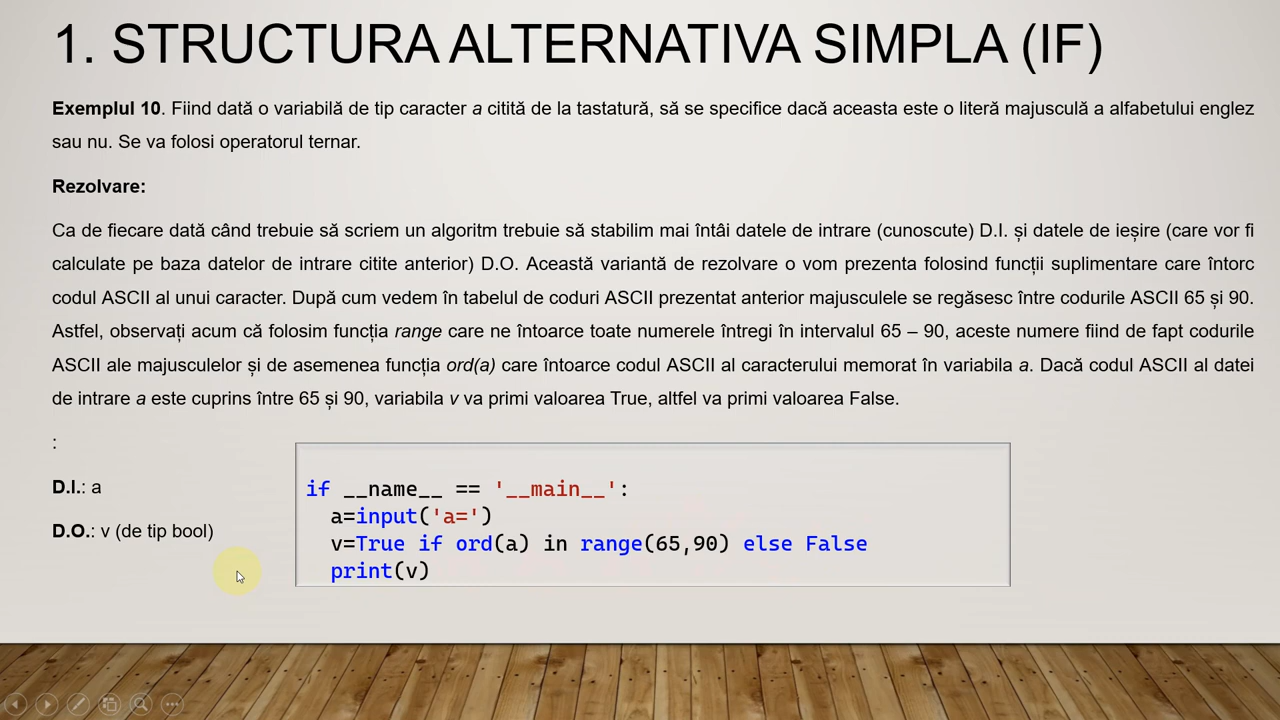 1. STRUCTURA ALTERNATIVA SIMPLA (IF)
Exemplul 10. Fiind dată o variabilă de tip caracter a citită de la tastatură, să se specifice dacă aceasta este o literă majusculă a alfabetului englez
sau nu. Se va folosi operatorul ternar.
Rezolvare:
Ca de fiecare dată când trebuie să scriem un algoritm trebuie să stabilim mai întâi datele de intrare (cunoscute) D.I. și datele de ieșire (care vor fi
calculate pe baza datelor de intrare citite anterior) D.O. Această variantă de rezolvare o vom prezenta folosind funcții suplimentare care întorc
codul ASCII al unui caracter. După cum vedem în tabelul de coduri ASCII prezentat anterior majusculele se regăsesc între codurile ASCII 65 și 90.
Astfel, observați acum că folosim funcția range care ne întoarce toate numerele întregi în intervalul 65 – 90, aceste numere fiind de fapt codurile
ASCII ale majusculelor și de asemenea funcția ord(a) care întoarce codul ASCII al caracterului memorat în variabila a. Dacă codul ASCII al datei
de intrare a este cuprins între 65 și 90, variabila v va primi valoarea True, altfel va primi valoarea False.
:
D.I.: a
D.O.: v (de tip bool)
if __name__ == '__main__':
  a=input('a=')
  v=True if ord(a) in range(65,90) else False
  print(v)